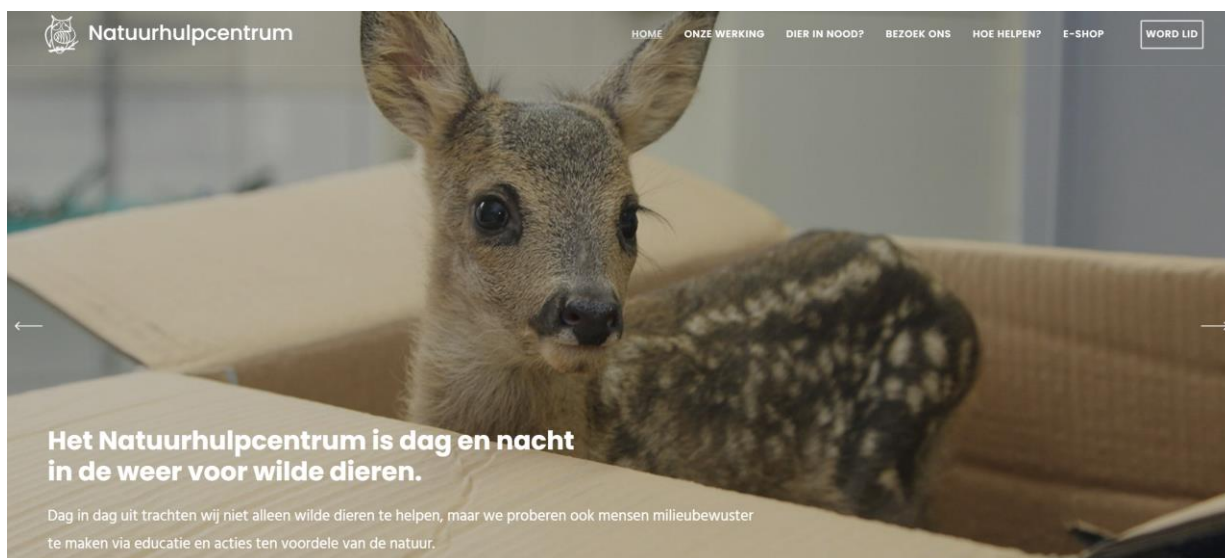 Natuurhulpcentrum
HOME ONZE WERKING DIER IN NOOD? BEZOEK ONS HOE HELPEN? E-SHOP WORD LID
Het Natuurhulpcentrum is dag en nacht
in de weer voor wilde dieren.
Dag in dag uit trachten wij niet alleen wilde dieren te helpen, maar we proberen ook mensen milieubewuster
te maken via educatie en acties ten voordele van de natuur.